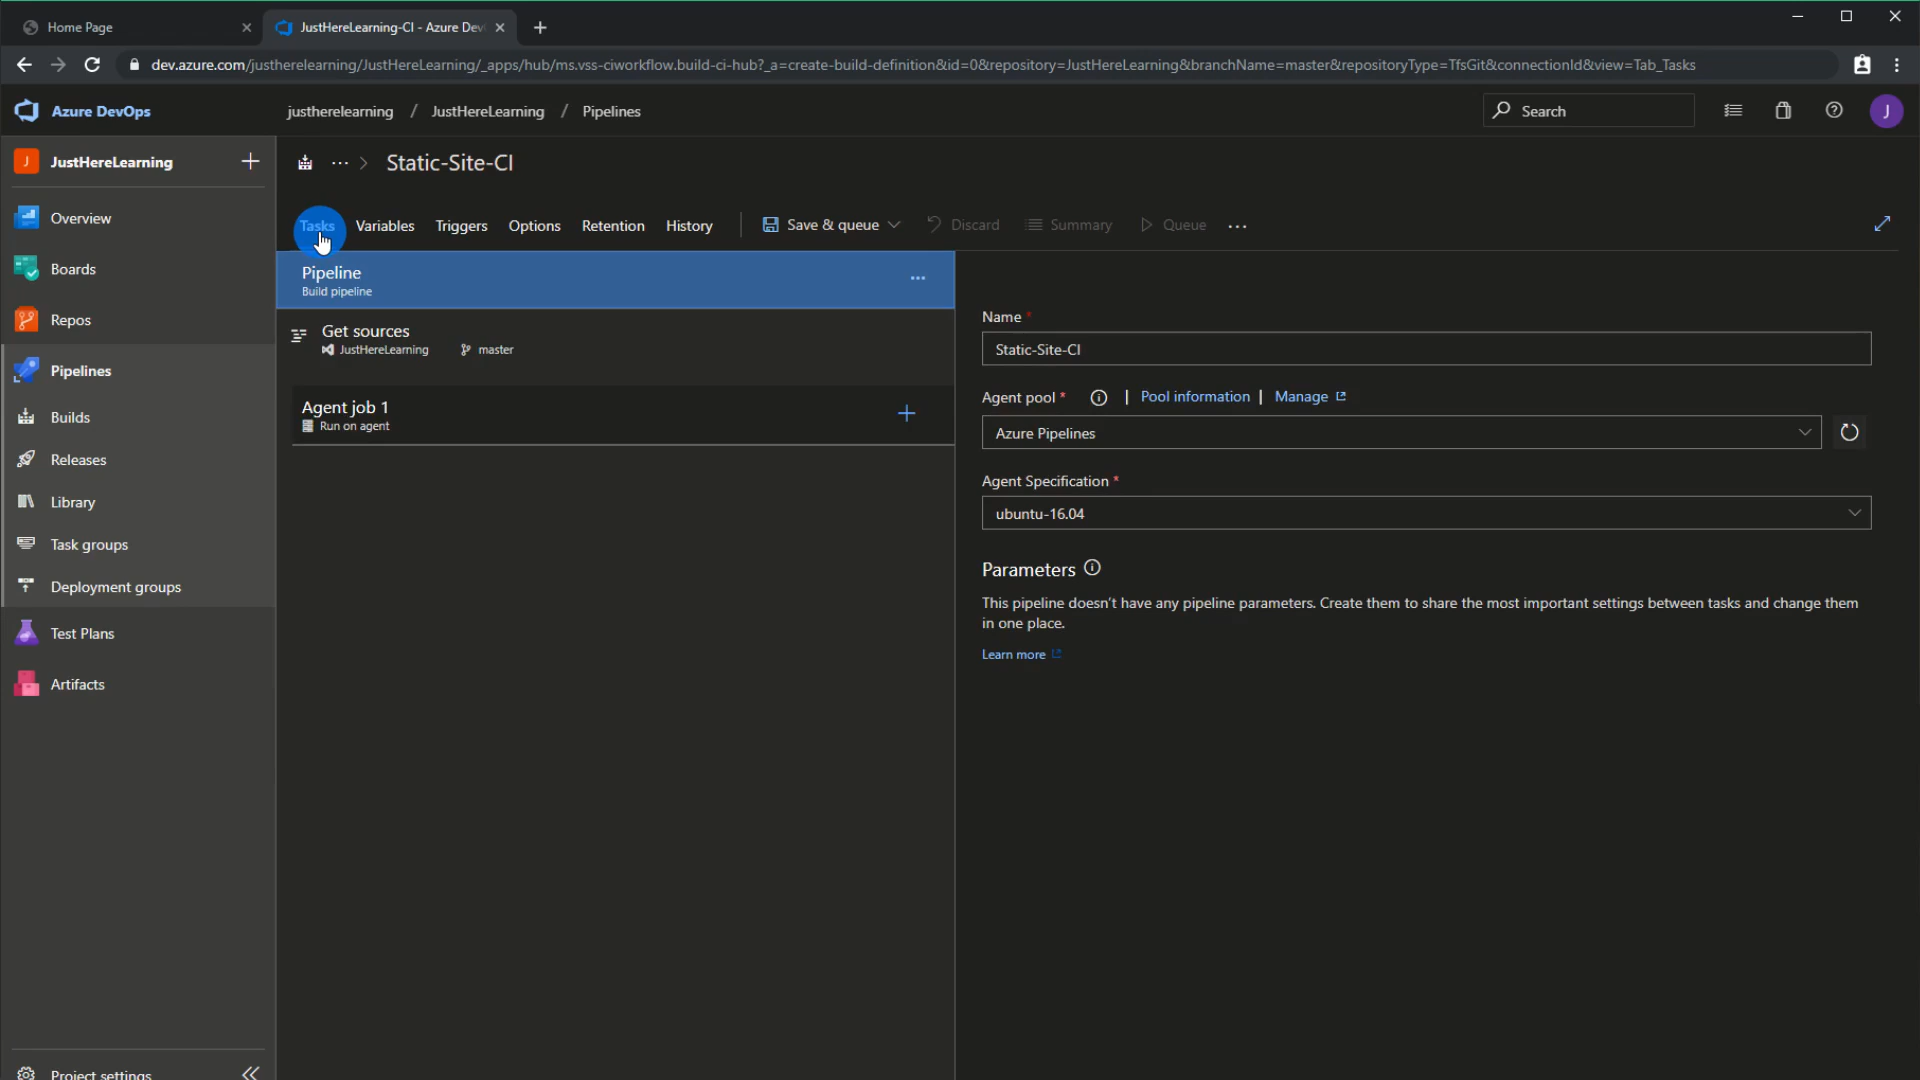 Home Page
JustHereLearning-CI - Azure Dev
dev.azure.com/justherelearning/JustHereLearning/_apps/hub/ms.vss-ciworkflow.build-ci-hub?_a=create-build-definition&id=0&repository=JustHereLearning&branchName=master&repositoryType=TfsGit&connectionId&view=Tab_Tasks
Azure DevOps
justherelearning / JustHereLearning / Pipelines
Search
J
J JustHereLearning
Static-Site-CI
Overview
Boards
Repos
Pipelines
Builds
Releases
Library
Task groups
Deployment groups
Test Plans
Artifacts
Project settings
Tasks Variables Triggers Options Retention History Save & queue Discard Summary Queue
Pipeline
Build pipeline
Get sources
JustHereLearning master
Agent job 1
Run on agent
Name *
Static-Site-CI
Agent pool * | Pool information | Manage
Azure Pipelines
Agent Specification *
ubuntu-16.04
Parameters
This pipeline doesn't have any pipeline parameters. Create them to share the most important settings between tasks and change them
in one place.
Learn more